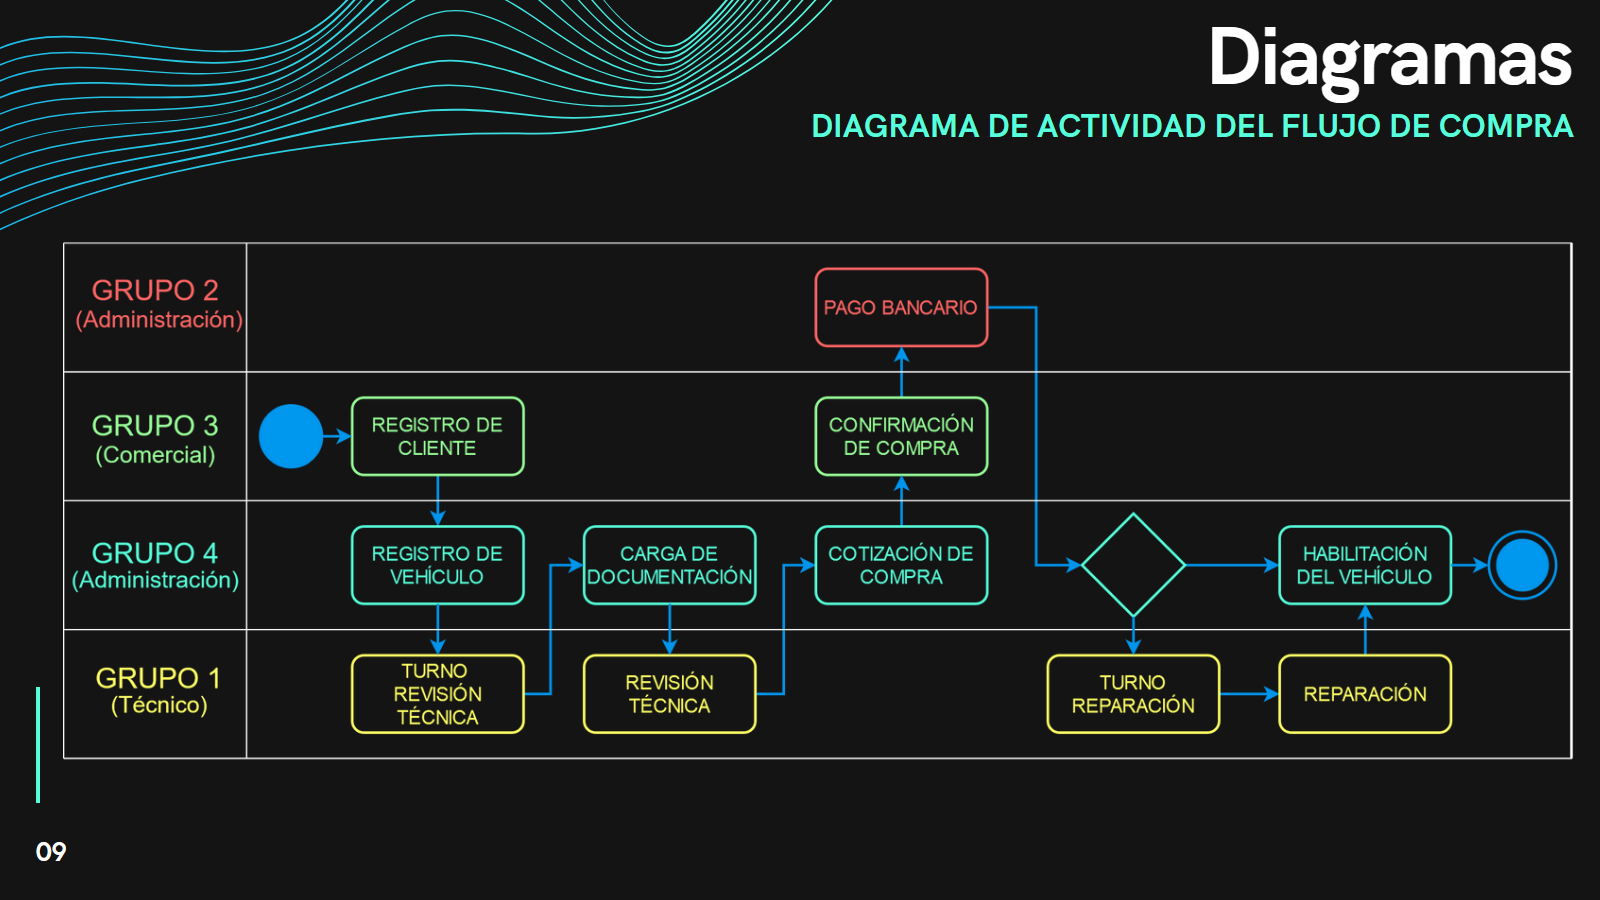 Diagramas
DIAGRAMA DE ACTIVIDAD DEL FLUJO DE COMPRA
GRUPO 2
(Administración)
PAGO BANCARIO
GRUPO 3
(Comercial)
REGISTRO DE
CLIENTE
CONFIRMACIÓN
DE COMPRA
GRUPO 4
(Administración)
REGISTRO DE
VEHÍCULO
CARGA DE
DOCUMENTACIÓN
COTIZACIÓN DE
COMPRA
HABILITACIÓN
DEL VEHÍCULO
GRUPO 1
(Técnico)
TURNO
REVISIÓN
TÉCNICA
REVISIÓN
TÉCNICA
TURNO
REPARACIÓN
REPARACIÓN
09